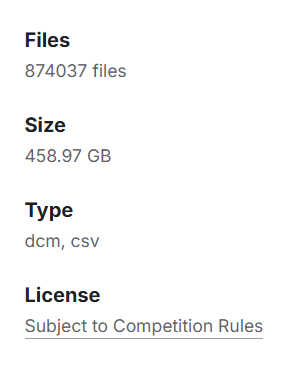 Files
874037 files
Size
458.97 GB
Type
dcm, csv
License
Subject to Competition Rules